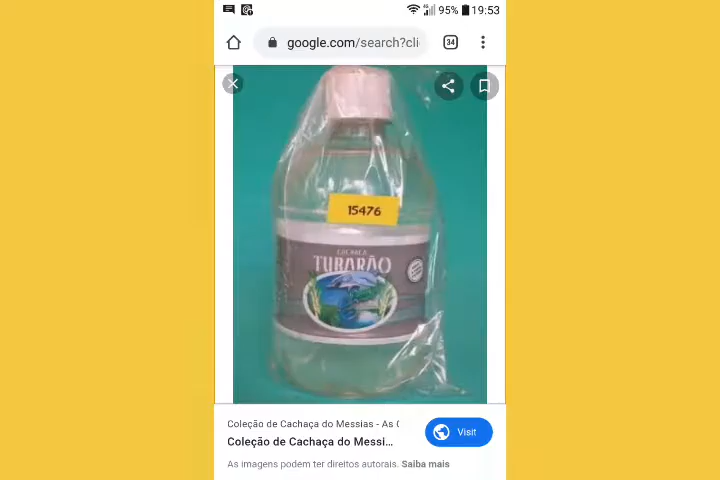 95% 19:53
google.com/search?cli
34
15476
CACHAÇA
TUBARÃO
Coleção de Cachaça do Messias - As
Coleção de Cachaça do Messi...
Visit
As imagens podem ter direitos autorais. Saiba mais